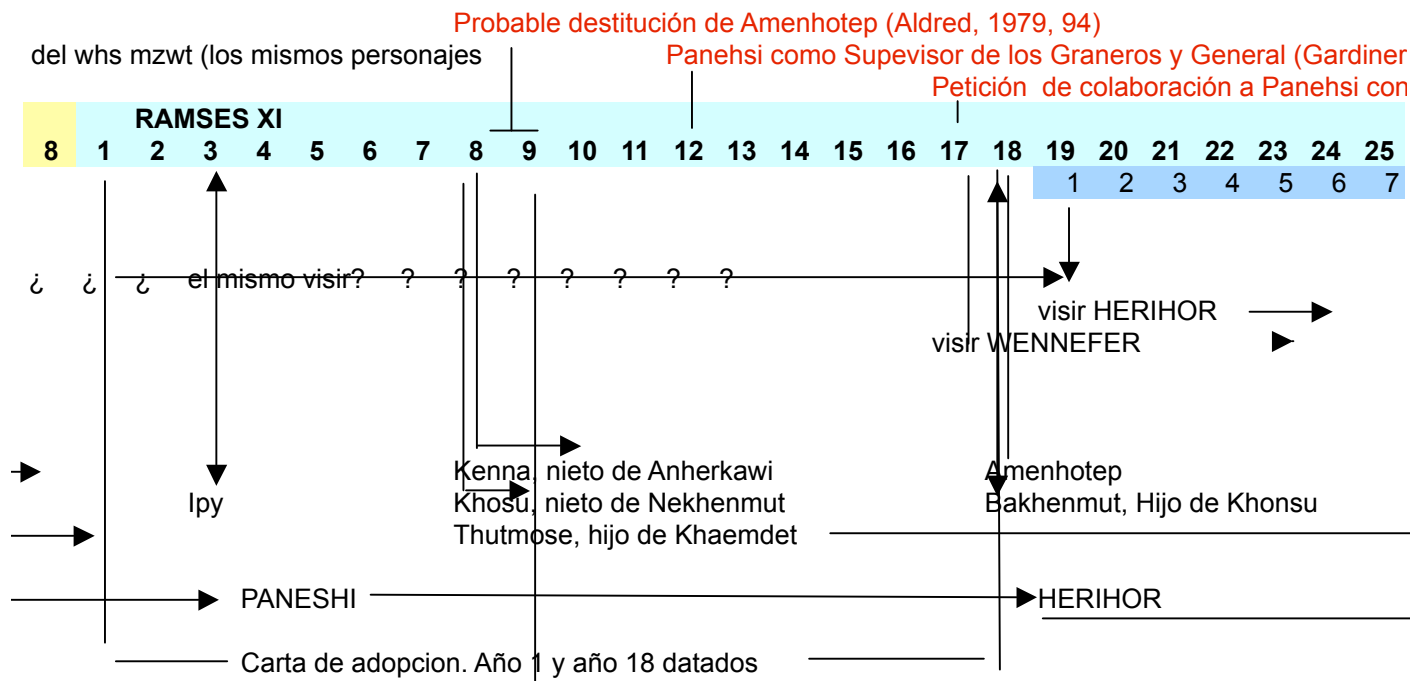 Probable destitución de Amenhotep (Aldred, 1979, 94)
del whs mzwt (los mismos personajes
Panehsi como Supevisor de los Graneros y General (Gardiner
Petición de colaboración a Panehsi con
RAMSES XI
8 1 2 3 4 5 6 7 8 9 10 11 12 13 14 15 16 17 18 19 20 21 22 23 24 25
1 2 3 4 5 6 7
¿ ¿ ¿ el mismo visir? ? ? ? ? ? ? ?
visir HERIHOR
visir WENNEFER
Kenna, nieto de Anherkawi Amenhotep
Ipy Khosu, nieto de Nekhenmut Bakhenmut, Hijo de Khonsu
Thutmose, hijo de Khaemdet
PANESHI HERIHOR
Carta de adopcion. Año 1 y año 18 datados